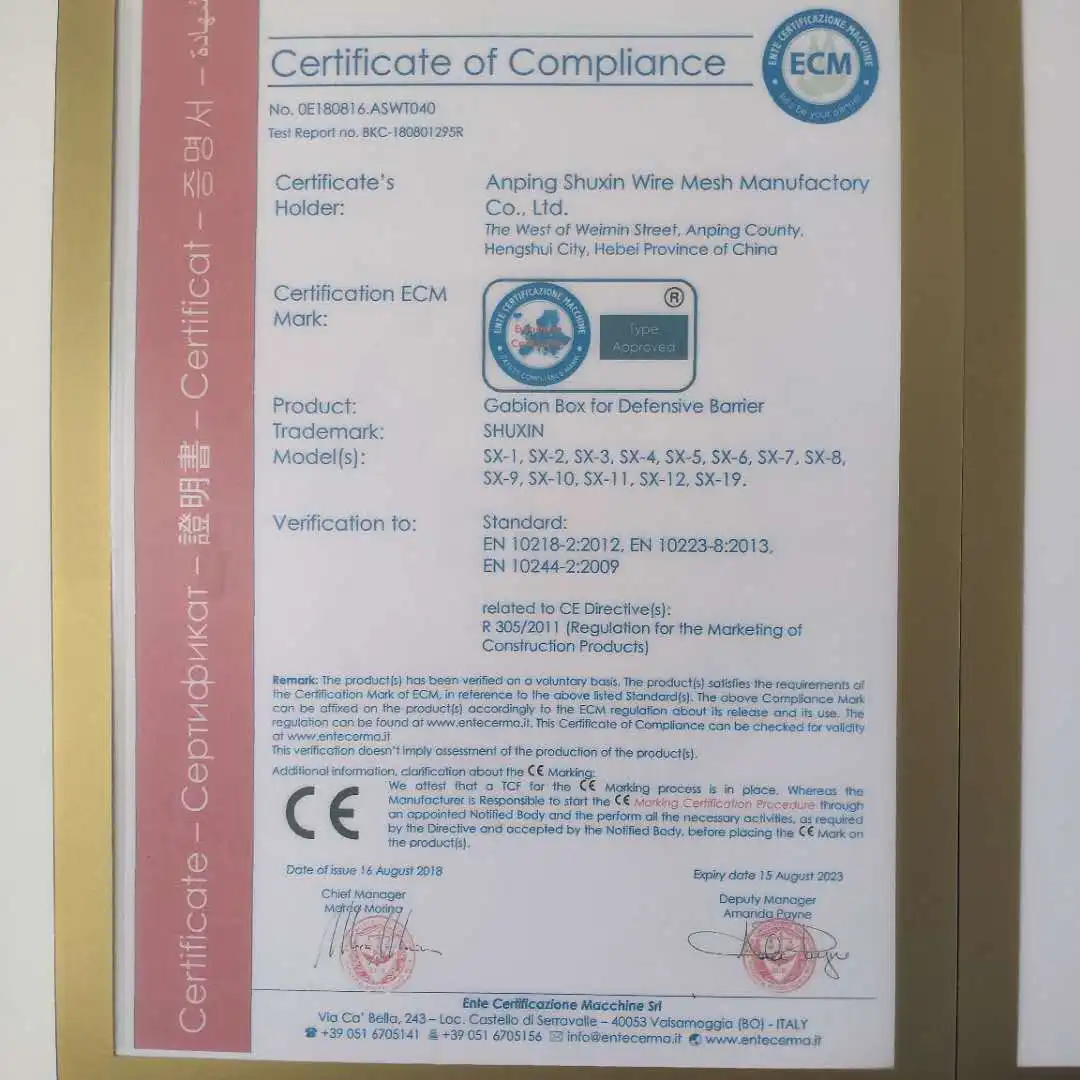 Certificate – Сертификат – 證明書 – Certificat – 증명서 – شهادة
Certificate of Compliance
ENTE CERTIFICAZIONE MACCHINE
ECM
No. 0E180816.ASWT040
Test Report no. BKC-180801295R
Certificate's
Holder:
Anping Shuxin Wire Mesh Manufactory
Co., Ltd.
The West of Weimin Street, Anping County,
Hengshui City, Hebei Province of China
Certification ECM
Mark:
ENTE CERTIFICAZIONE MACCHINE
SAFETY COMPLIANCE MARK
®
Type
Approved
Product: Gabion Box for Defensive Barrier
Trademark: SHUXIN
Model(s): SX-1, SX-2, SX-3, SX-4, SX-5, SX-6, SX-7, SX-8,
SX-9, SX-10, SX-11, SX-12, SX-19.
Verification to: Standard:
EN 10218-2:2012, EN 10223-8:2013,
EN 10244-2:2009
related to CE Directive(s):
R 305/2011 (Regulation for the Marketing of
Construction Products)
Remark: The product(s) has been verified on a voluntary basis. The product(s) satisfies the requirements of
the Certification Mark of ECM, in reference to the above listed Standard(s). The above Compliance Mark
can be affixed on the product(s) accordingly to the ECM regulation about its release and its use. The
regulation can be found at www.entecerma.it. This Certificate of Compliance can be checked for validity
at www.entecerma.it
This verification doesn't imply assessment of the production of the product(s).
Additional information, clarification about the CE Marking:
CE
We attest that a TCF for the CE Marking process is in place. Whereas the
Manufacturer is Responsible to start the CE Marking Certification Procedure through
an appointed Notified Body and the perform all the necessary activities, as required
by the Directive and accepted by the Notified Body, before placing the CE Mark on
the product(s).
Date of issue 16 August 2018
Expiry date 15 August 2023
Chief Manager
Deputy Manager
Amanda Payne
Ente Certificazione Macchine Srl
Via Ca' Bella, 243 – Loc. Castello di Serravalle – 40053 Valsamoggia (BO) - ITALY
+39 051 6705141 +39 051 6705156 info@entecerma.it www.entecerma.it